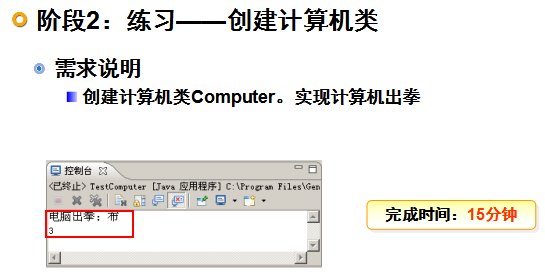 阶段2：练习——创建计算机类
需求说明
创建计算机类Computer。实现计算机出拳
控制台
<已终止> TestComputer [Java 应用程序] C:\Program Files\Gen
电脑出拳：布
3
完成时间：15分钟